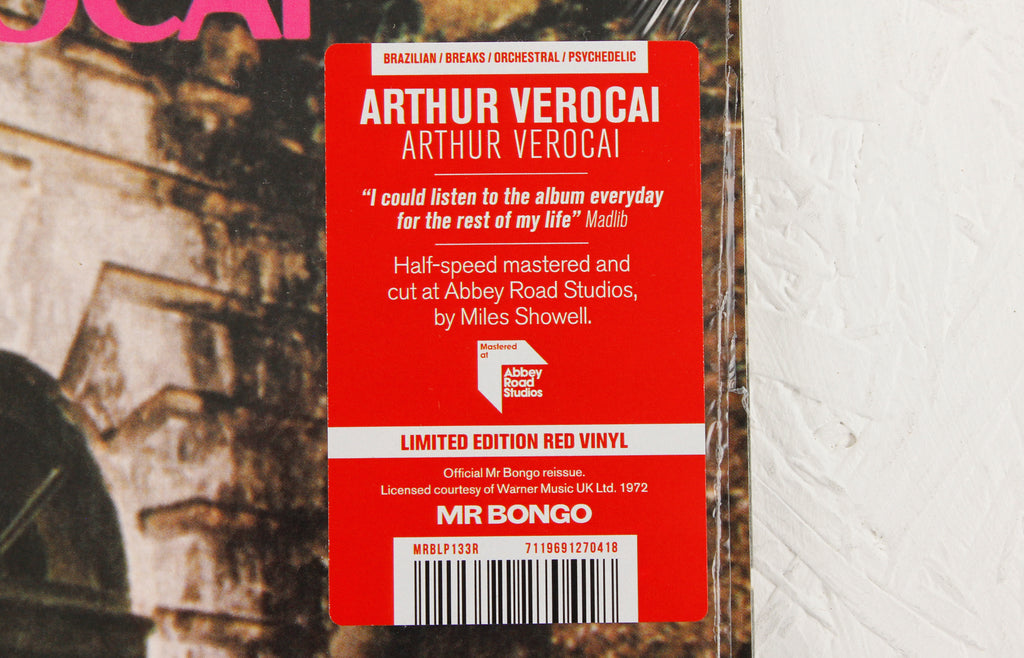 OCAI
BRAZILIAN / BREAKS / ORCHESTRAL / PSYCHEDELIC
ARTHUR VEROCAI
ARTHUR VEROCAI
“I could listen to the album everyday
for the rest of my life” Madlib
Half-speed mastered and
cut at Abbey Road Studios,
by Miles Showell.
Mastered
at
Abbey
Road
Studios
LIMITED EDITION RED VINYL
Official Mr Bongo reissue.
Licensed courtesy of Warner Music UK Ltd. 1972
MR BONGO
MRBLP133R 7119691270418